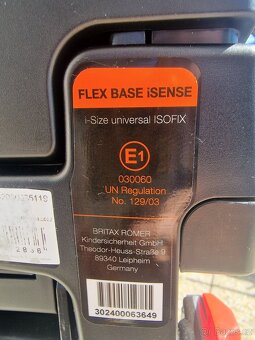 FLEX BASE iSENSE
i-Size universal ISOFIX
E1
030060
UN Regulation
No. 129/03
BRITAX RÖMER
Kindersicherheit GmbH
Theodor-Heuss-Straße 9
89340 Leipheim
Germany
302400063649